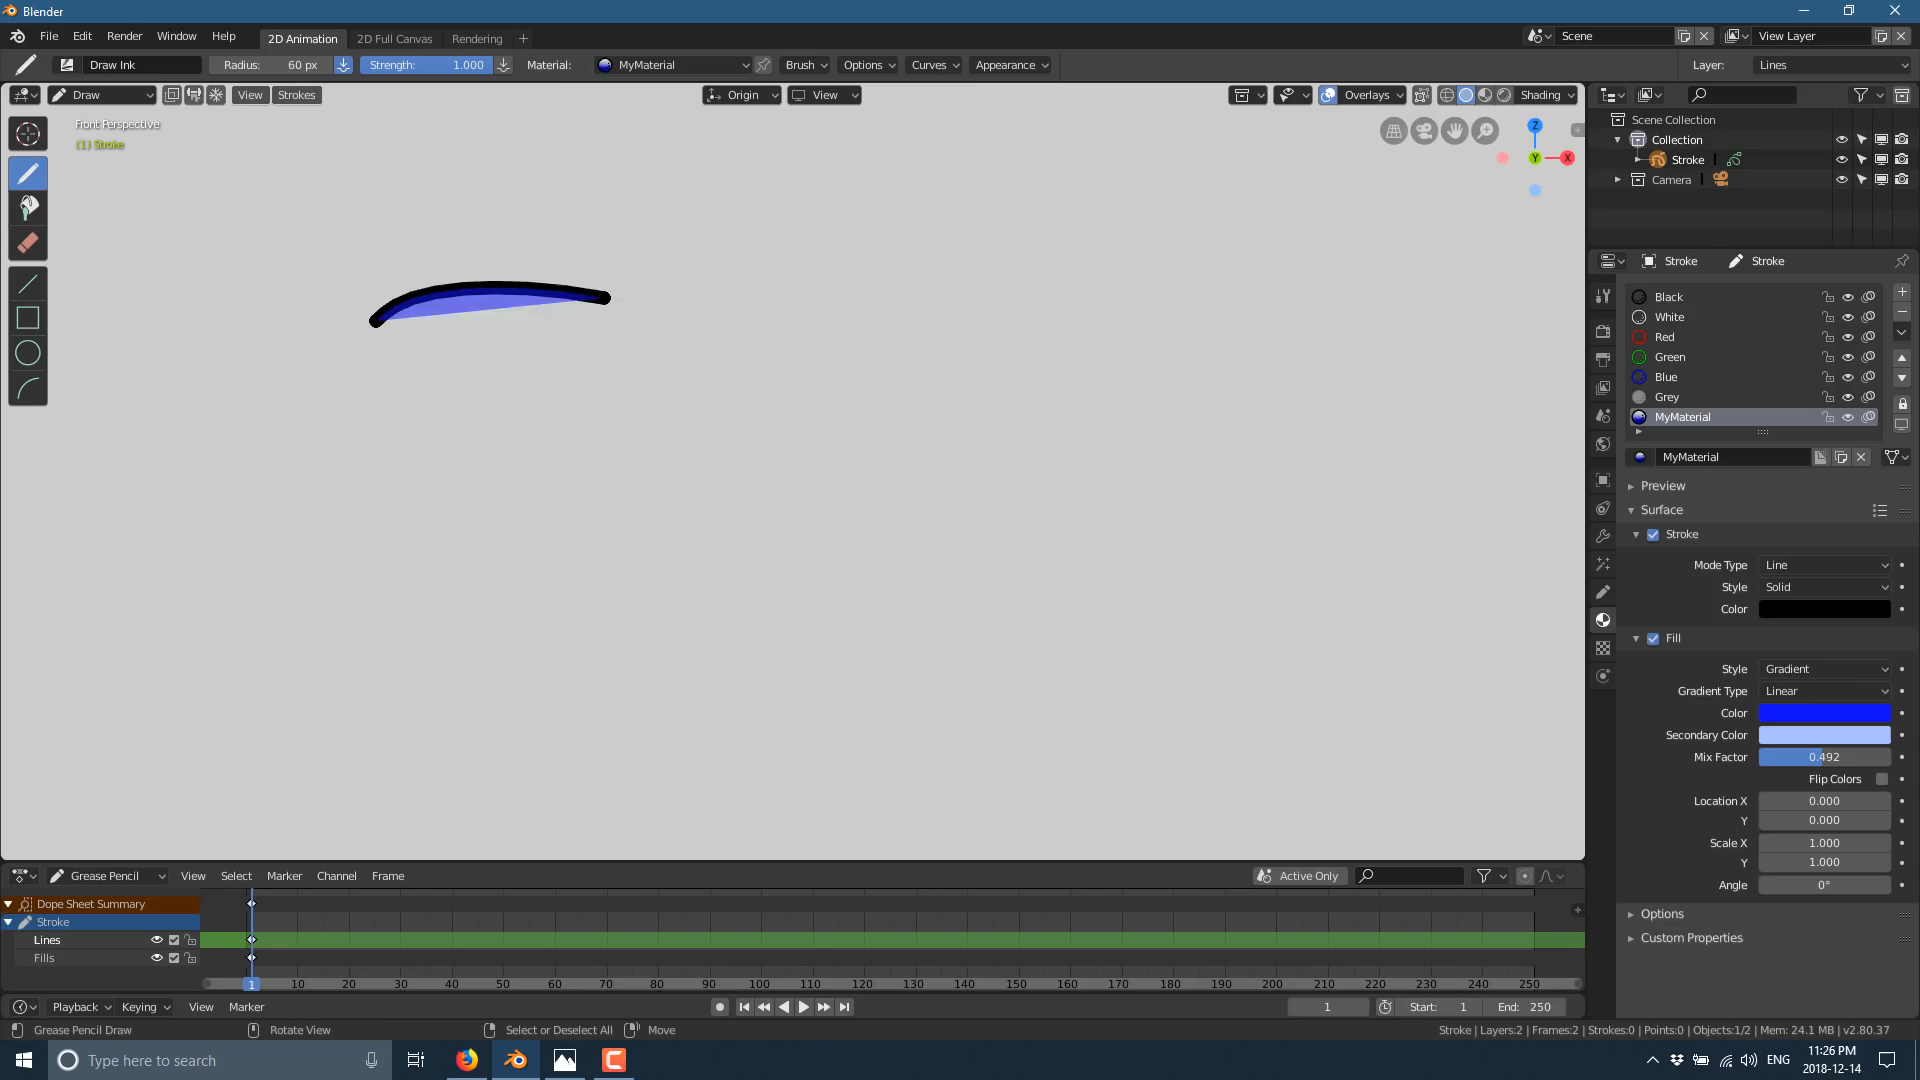 Blender
File Edit Render Window Help 2D Animation 2D Full Canvas Rendering + Scene View Layer
Draw Ink Radius: 60 px Strength: 1.000 Material: MyMaterial Brush Options Curves Appearance Layer: Lines
Draw View Strokes Origin View Overlays Shading
Front Perspective
(1) Stroke
Z
Y X
Scene Collection
Collection
Stroke
Camera
Stroke Stroke
Black
White
Red
Green
Blue
Grey
MyMaterial
MyMaterial
Preview
Surface
Stroke
Mode Type Line
Style Solid
Color
Fill
Style Gradient
Gradient Type Linear
Color
Secondary Color
Mix Factor 0.492
Flip Colors
Location X 0.000
Y 0.000
Scale X 1.000
Y 1.000
Angle 0°
Options
Custom Properties
Grease Pencil View Select Marker Channel Frame Active Only
Dope Sheet Summary
Stroke
Lines
Fills
1 10 20 30 40 50 60 70 80 90 100 110 120 130 140 150 160 170 180 190 200 210 220 230 240 250
Playback Keying View Marker 1 Start: 1 End: 250
Grease Pencil Draw Rotate View Select or Deselect All Move Stroke | Layers:2 | Frames:2 | Strokes:0 | Points:0 | Objects:1/2 | Mem: 24.1 MB | v2.80.37
Type here to search ENG 11:26 PM
2018-12-14